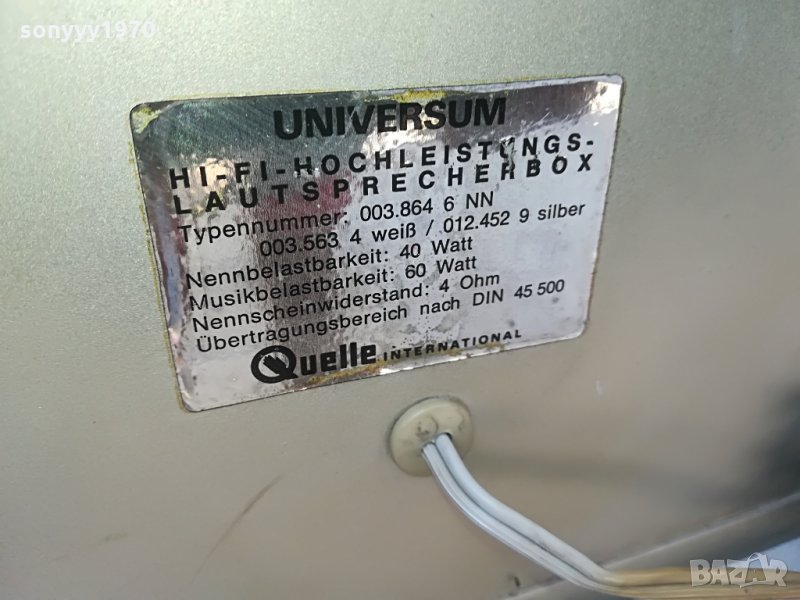 sonyyy1970
UNIVERSUM
HI-FI-HOCHLEISTUNGS-
LAUTSPRECHERBOX
Typennummer: 003.864 6 NN
003.563 4 weiß / 012.452 9 silber
Nennbelastbarkeit: 40 Watt
Musikbelastbarkeit: 60 Watt
Nennscheinwiderstand: 4 Ohm
Übertragungsbereich nach DIN 45 500
Quelle INTERNATIONAL
BAZAR